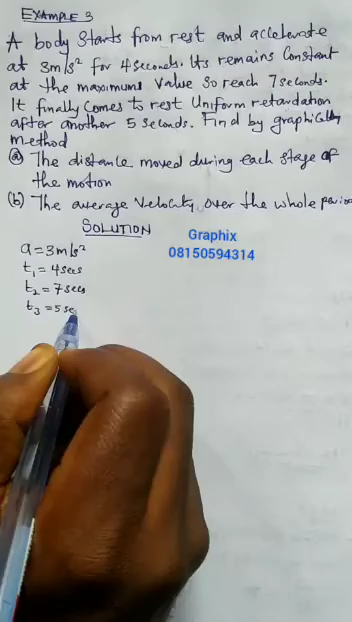 EXAMPLE 3
A body starts from rest and accelerate
at 3m/s² for 4seconds. Its remains constant
at the maximums value so reach 7seconds.
It finally comes to rest uniform retardation
after another 5 seconds. Find by graphically
method
(a) The distance moved during each stage of
the motion
(b) The average velocity over the whole period
SOLUTION
Graphix
08150594314
a = 3m/s²
t₁ = 4secs
t₂ = 7secs
t₃ = 5se